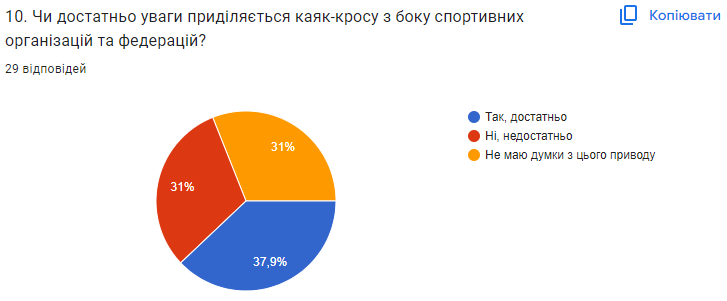 10. Чи достатньо уваги приділяється каяк-кросу з боку спортивних
організацій та федерацій?
Копіювати
29 відповідей
31%
31%
37,9%
Так, достатньо
Ні, недостатньо
Не маю думки з цього приводу